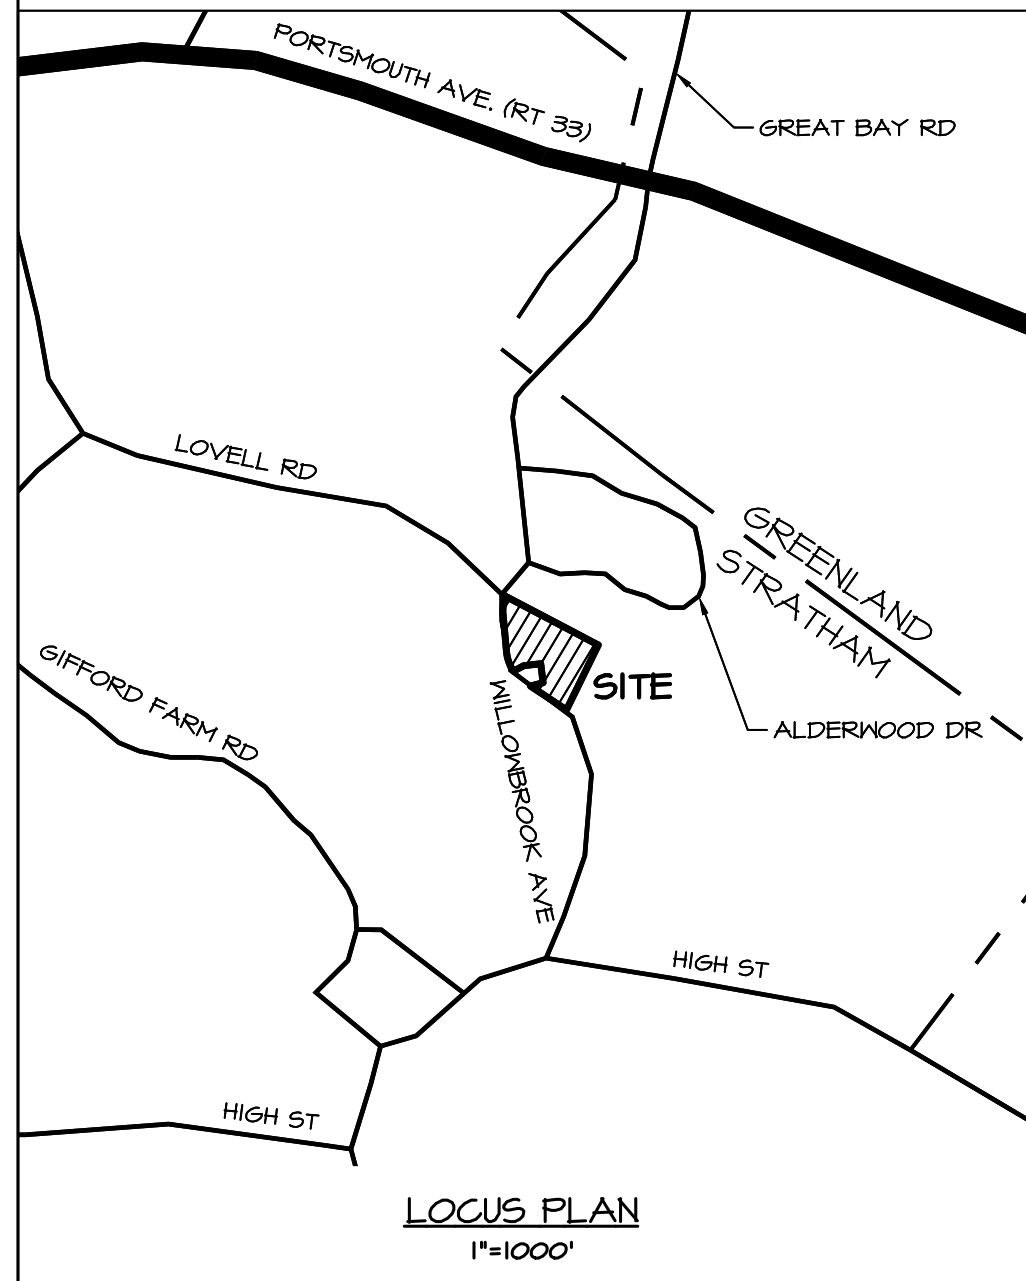 PORTSMOUTH AVE. (RT 33)
GREAT BAY RD
LOVELL RD
GREENLAND
STRATHAM
GIFFORD FARM RD
SITE
WILLOWBROOK AVE
ALDERWOOD DR
HIGH ST
HIGH ST
LOCUS PLAN
1"=1000'